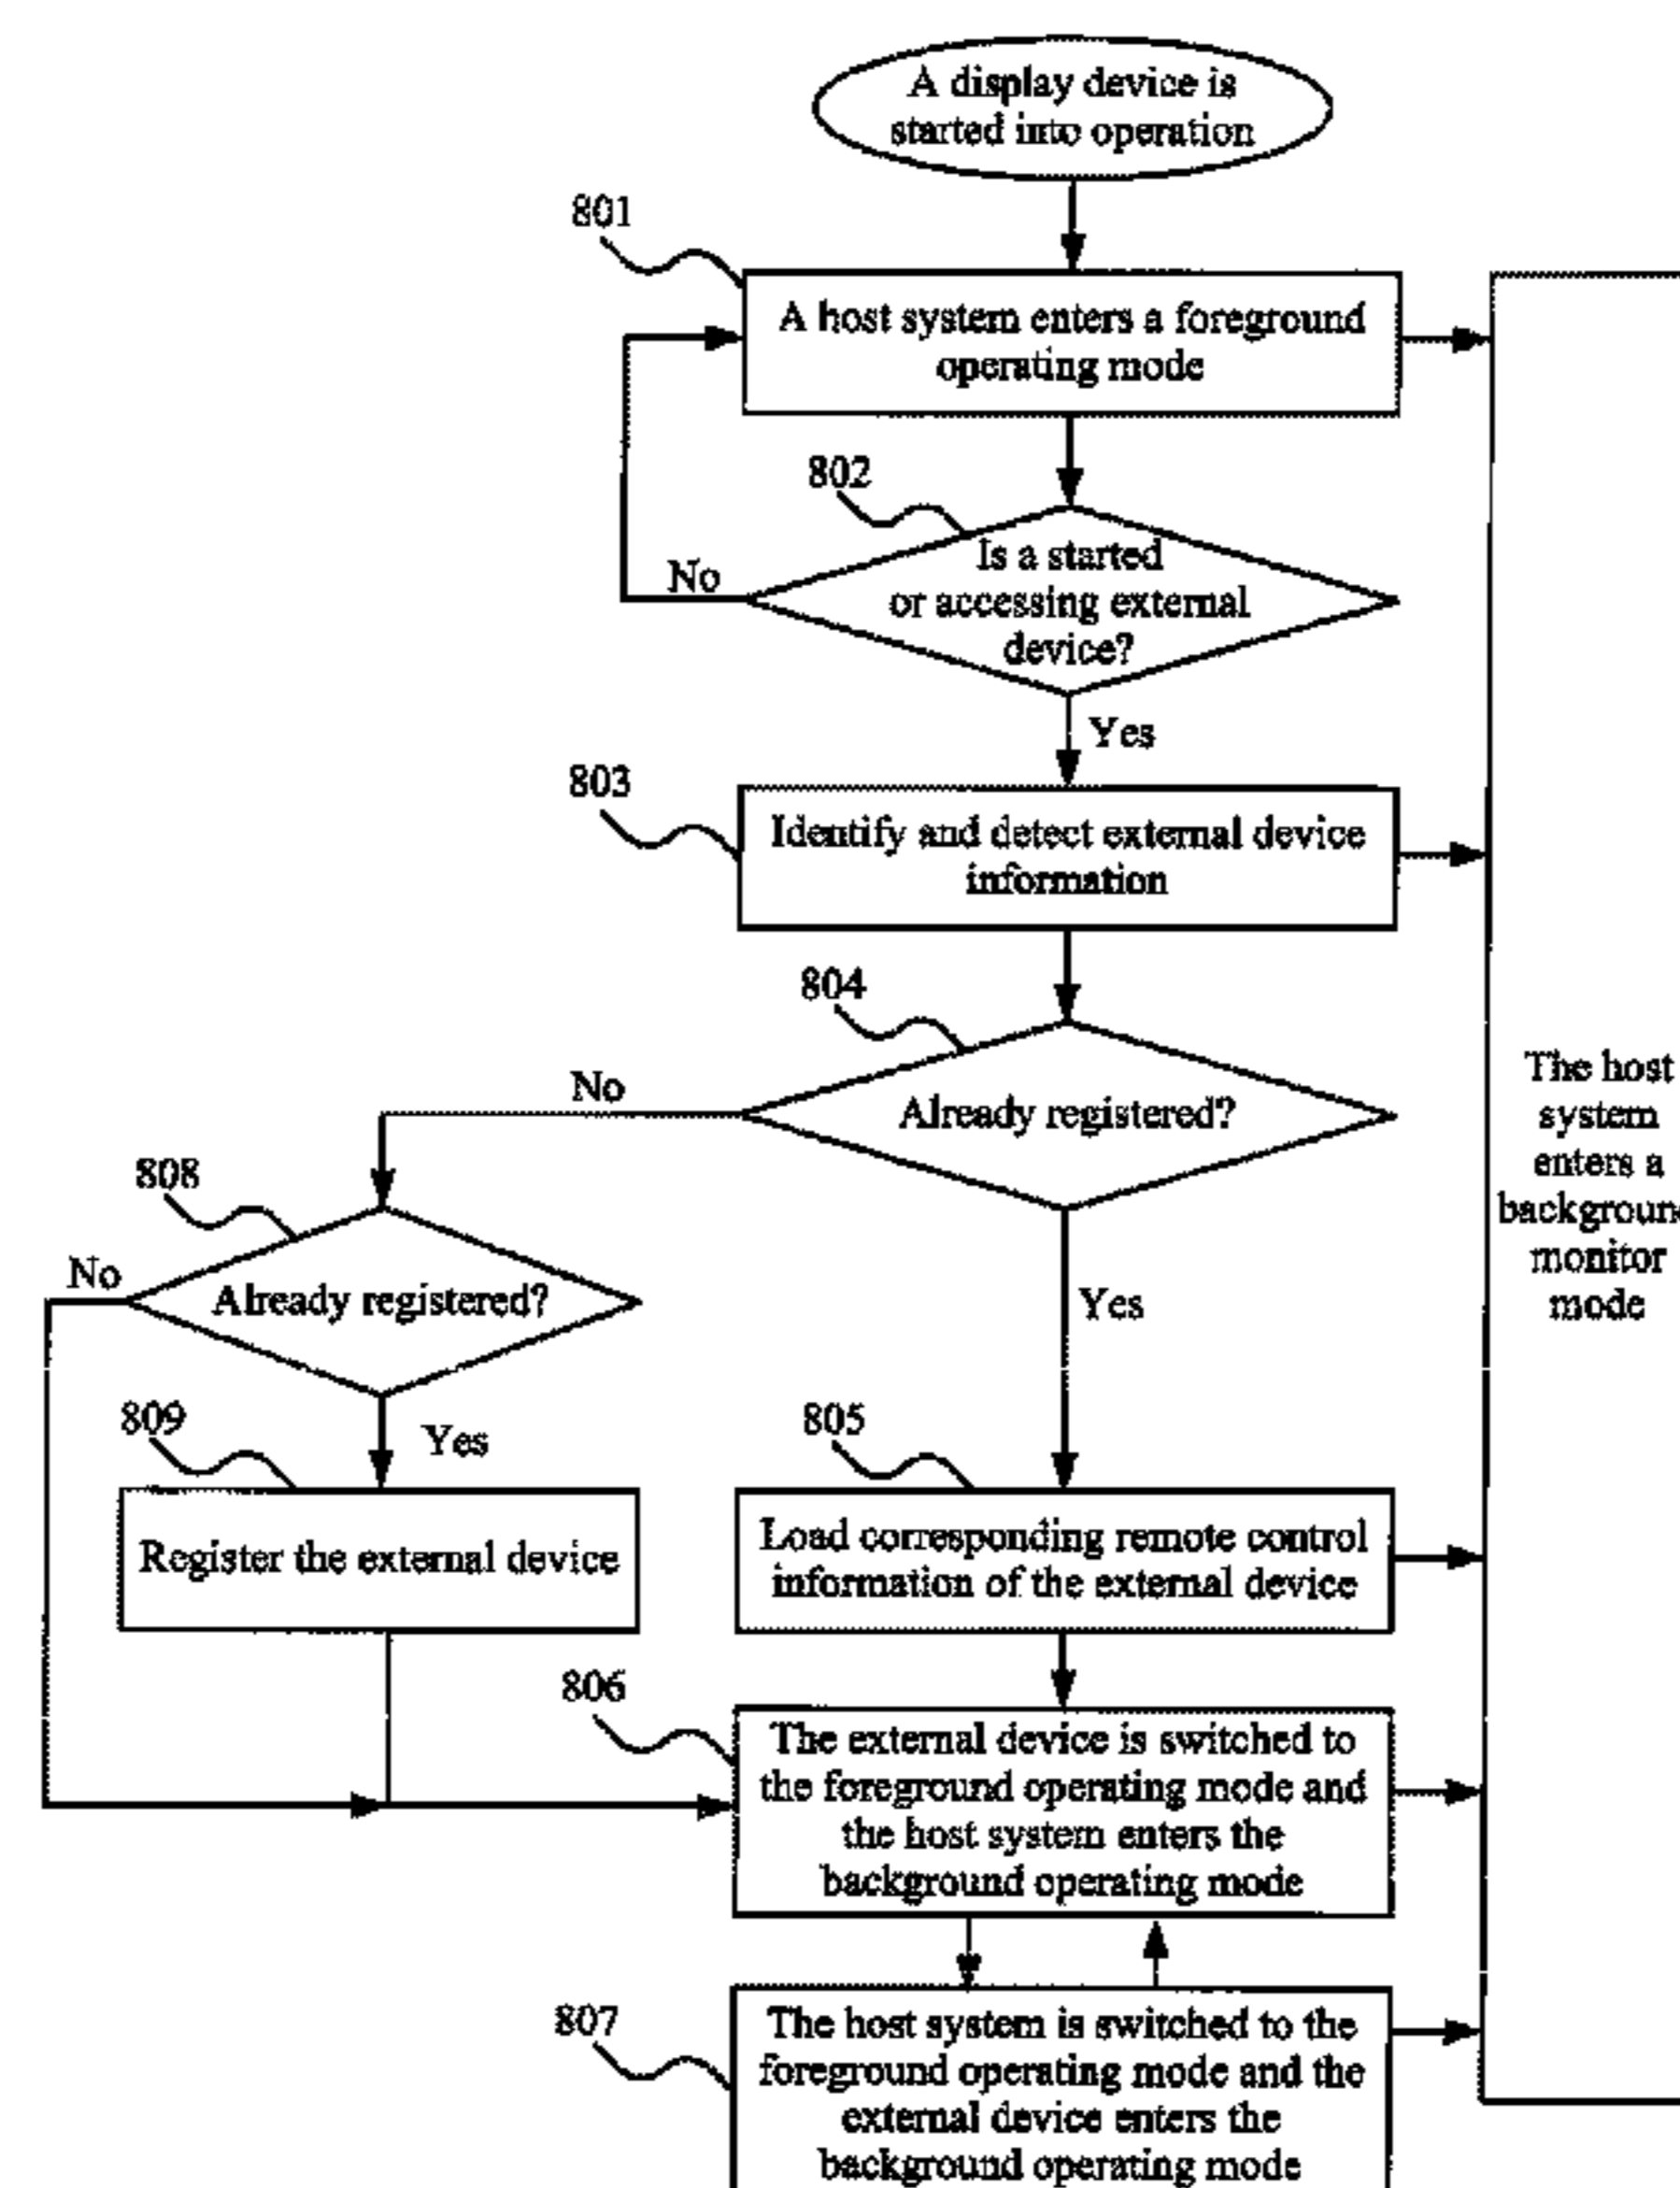 A display device is
started into operation
801
A host system enters a foreground
operating mode
802
Is a started
or accessing external
device?
No
Yes
803
Identify and detect external device
information
804
Already registered?
No
Yes
808
Already registered?
No
Yes
The host
system
enters a
background
monitor
mode
809
Register the external device
805
Load corresponding remote control
information of the external device
806
The external device is switched to
the foreground operating mode and
the host system enters the
background operating mode
807
The host system is switched to the
foreground operating mode and the
external device enters the
background operating mode